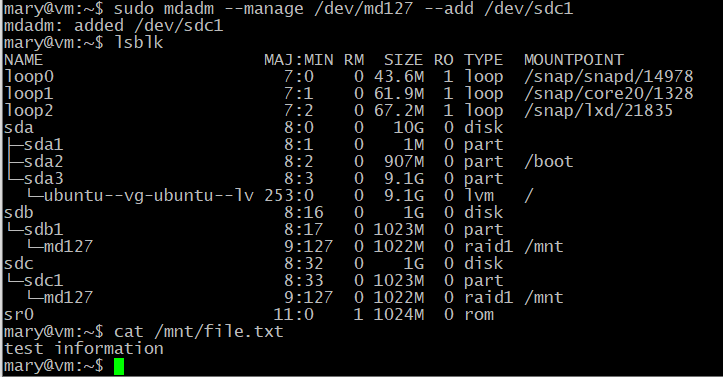 mary@vm:~$ sudo mdadm --manage /dev/md127 --add /dev/sdc1
mdadm: added /dev/sdc1
mary@vm:~$ lsblk
NAME                      MAJ:MIN RM  SIZE RO TYPE  MOUNTPOINT
loop0                       7:0    0 43.6M  1 loop  /snap/snapd/14978
loop1                       7:1    0 61.9M  1 loop  /snap/core20/1328
loop2                       7:2    0 67.2M  1 loop  /snap/lxd/21835
sda                         8:0    0   10G  0 disk
├─sda1                      8:1    0    1M  0 part
├─sda2                      8:2    0  907M  0 part  /boot
└─sda3                      8:3    0  9.1G  0 part
  └─ubuntu--vg-ubuntu--lv 253:0    0  9.1G  0 lvm   /
sdb                         8:16   0    1G  0 disk
└─sdb1                      8:17   0 1023M  0 part
  └─md127                   9:127  0 1022M  0 raid1 /mnt
sdc                         8:32   0    1G  0 disk
└─sdc1                      8:33   0 1023M  0 part
  └─md127                   9:127  0 1022M  0 raid1 /mnt
sr0                        11:0    1 1024M  0 rom
mary@vm:~$ cat /mnt/file.txt
test information
mary@vm:~$